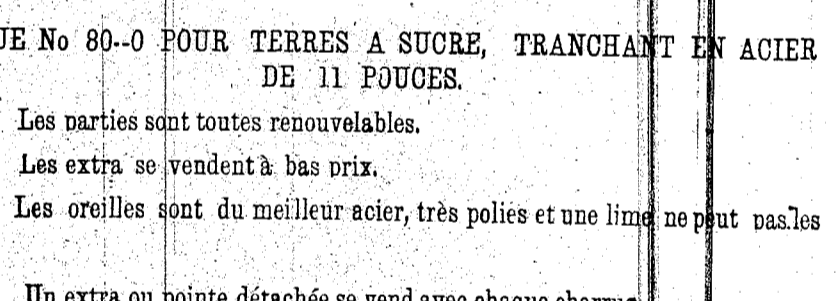 UE No 80--0 POUR TERRES A SUCRE, TRANCHANT EN ACIER
DE 11 POUCES.
Les parties sont toutes renouvelables.
Les extra se vendent à bas prix.
Les oreilles sont du meilleur acier, très polies et une lime ne peut pas les
Un extra ou pointe détachée se vend avec chaque charrue